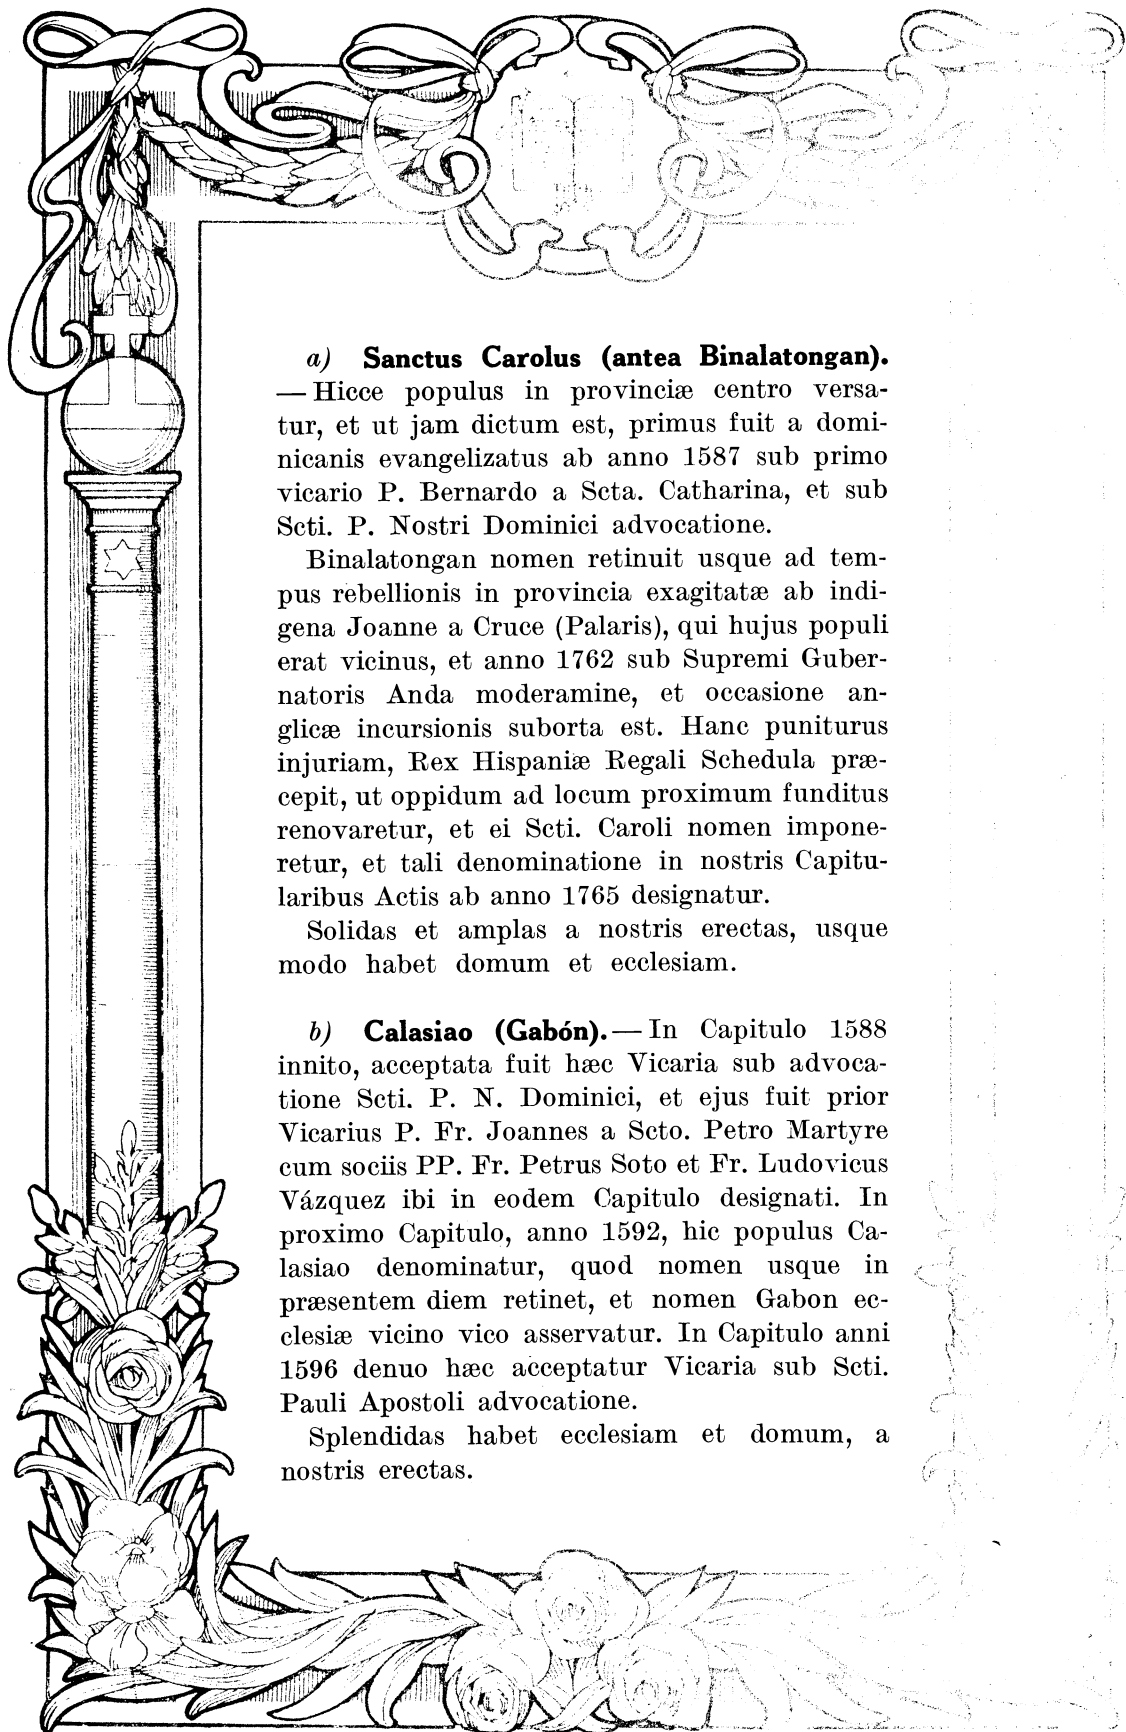 a) Sanctus Carolus (antea Binalatongan).
— Hicce populus in provinciæ centro versa-
tur, et ut jam dictum est, primus fuit a domi-
nicanis evangelizatus ab anno 1587 sub primo
vicario P. Bernardo a Scta. Catharina, et sub
Scti. P. Nostri Dominici advocatione.
Binalatongan nomen retinuit usque ad tem-
pus rebellionis in provincia exagitatæ ab indi-
gena Joanne a Cruce (Palaris), qui hujus populi
erat vicinus, et anno 1762 sub Supremi Guber-
natoris Anda moderamine, et occasione an-
glicæ incursionis suborta est. Hanc puniturus
injuriam, Rex Hispaniæ Regali Schedula præ-
cepit, ut oppidum ad locum proximum funditus
renovaretur, et ei Scti. Caroli nomen impone-
retur, et tali denominatione in nostris Capitu-
laribus Actis ab anno 1765 designatur.
Solidas et amplas a nostris erectas, usque
modo habet domum et ecclesiam.
b) Calasiao (Gabón). — In Capitulo 1588
innito, acceptata fuit hæc Vicaria sub advoca-
tione Scti. P. N. Dominici, et ejus fuit prior
Vicarius P. Fr. Joannes a Scto. Petro Martyre
cum sociis PP. Fr. Petrus Soto et Fr. Ludovicus
Vázquez ibi in eodem Capitulo designati. In
proximo Capitulo, anno 1592, hic populus Ca-
lasiao denominatur, quod nomen usque in
præsentem diem retinet, et nomen Gabon ec-
clesiæ vicino vico asservatur. In Capitulo anni
1596 denuo hæc acceptatur Vicaria sub Scti.
Pauli Apostoli advocatione.
Splendidas habet ecclesiam et domum, a
nostris erectas.